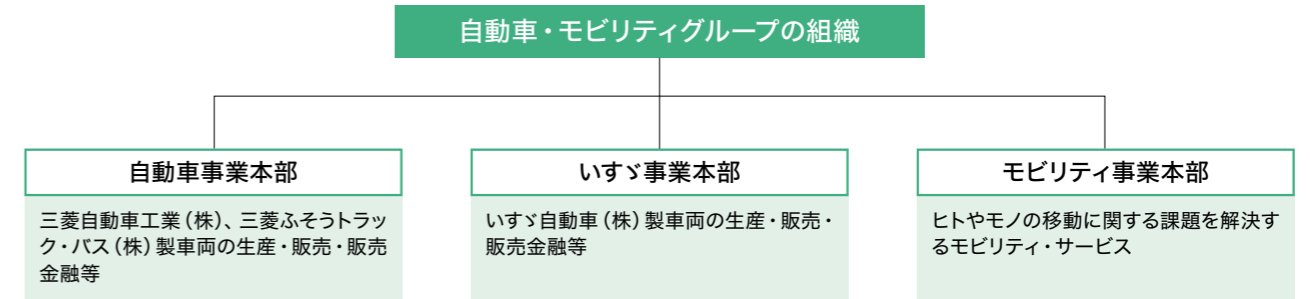 自動車・モビリティグループの組織
自動車事業本部
三菱自動車工業（株）、三菱ふそうトラッ
ク・バス（株）製車両の生産・販売・販売
金融等
いすゞ事業本部
いすゞ自動車（株）製車両の生産・販売・
販売金融等
モビリティ事業本部
ヒトやモノの移動に関する課題を解決す
るモビリティ・サービス